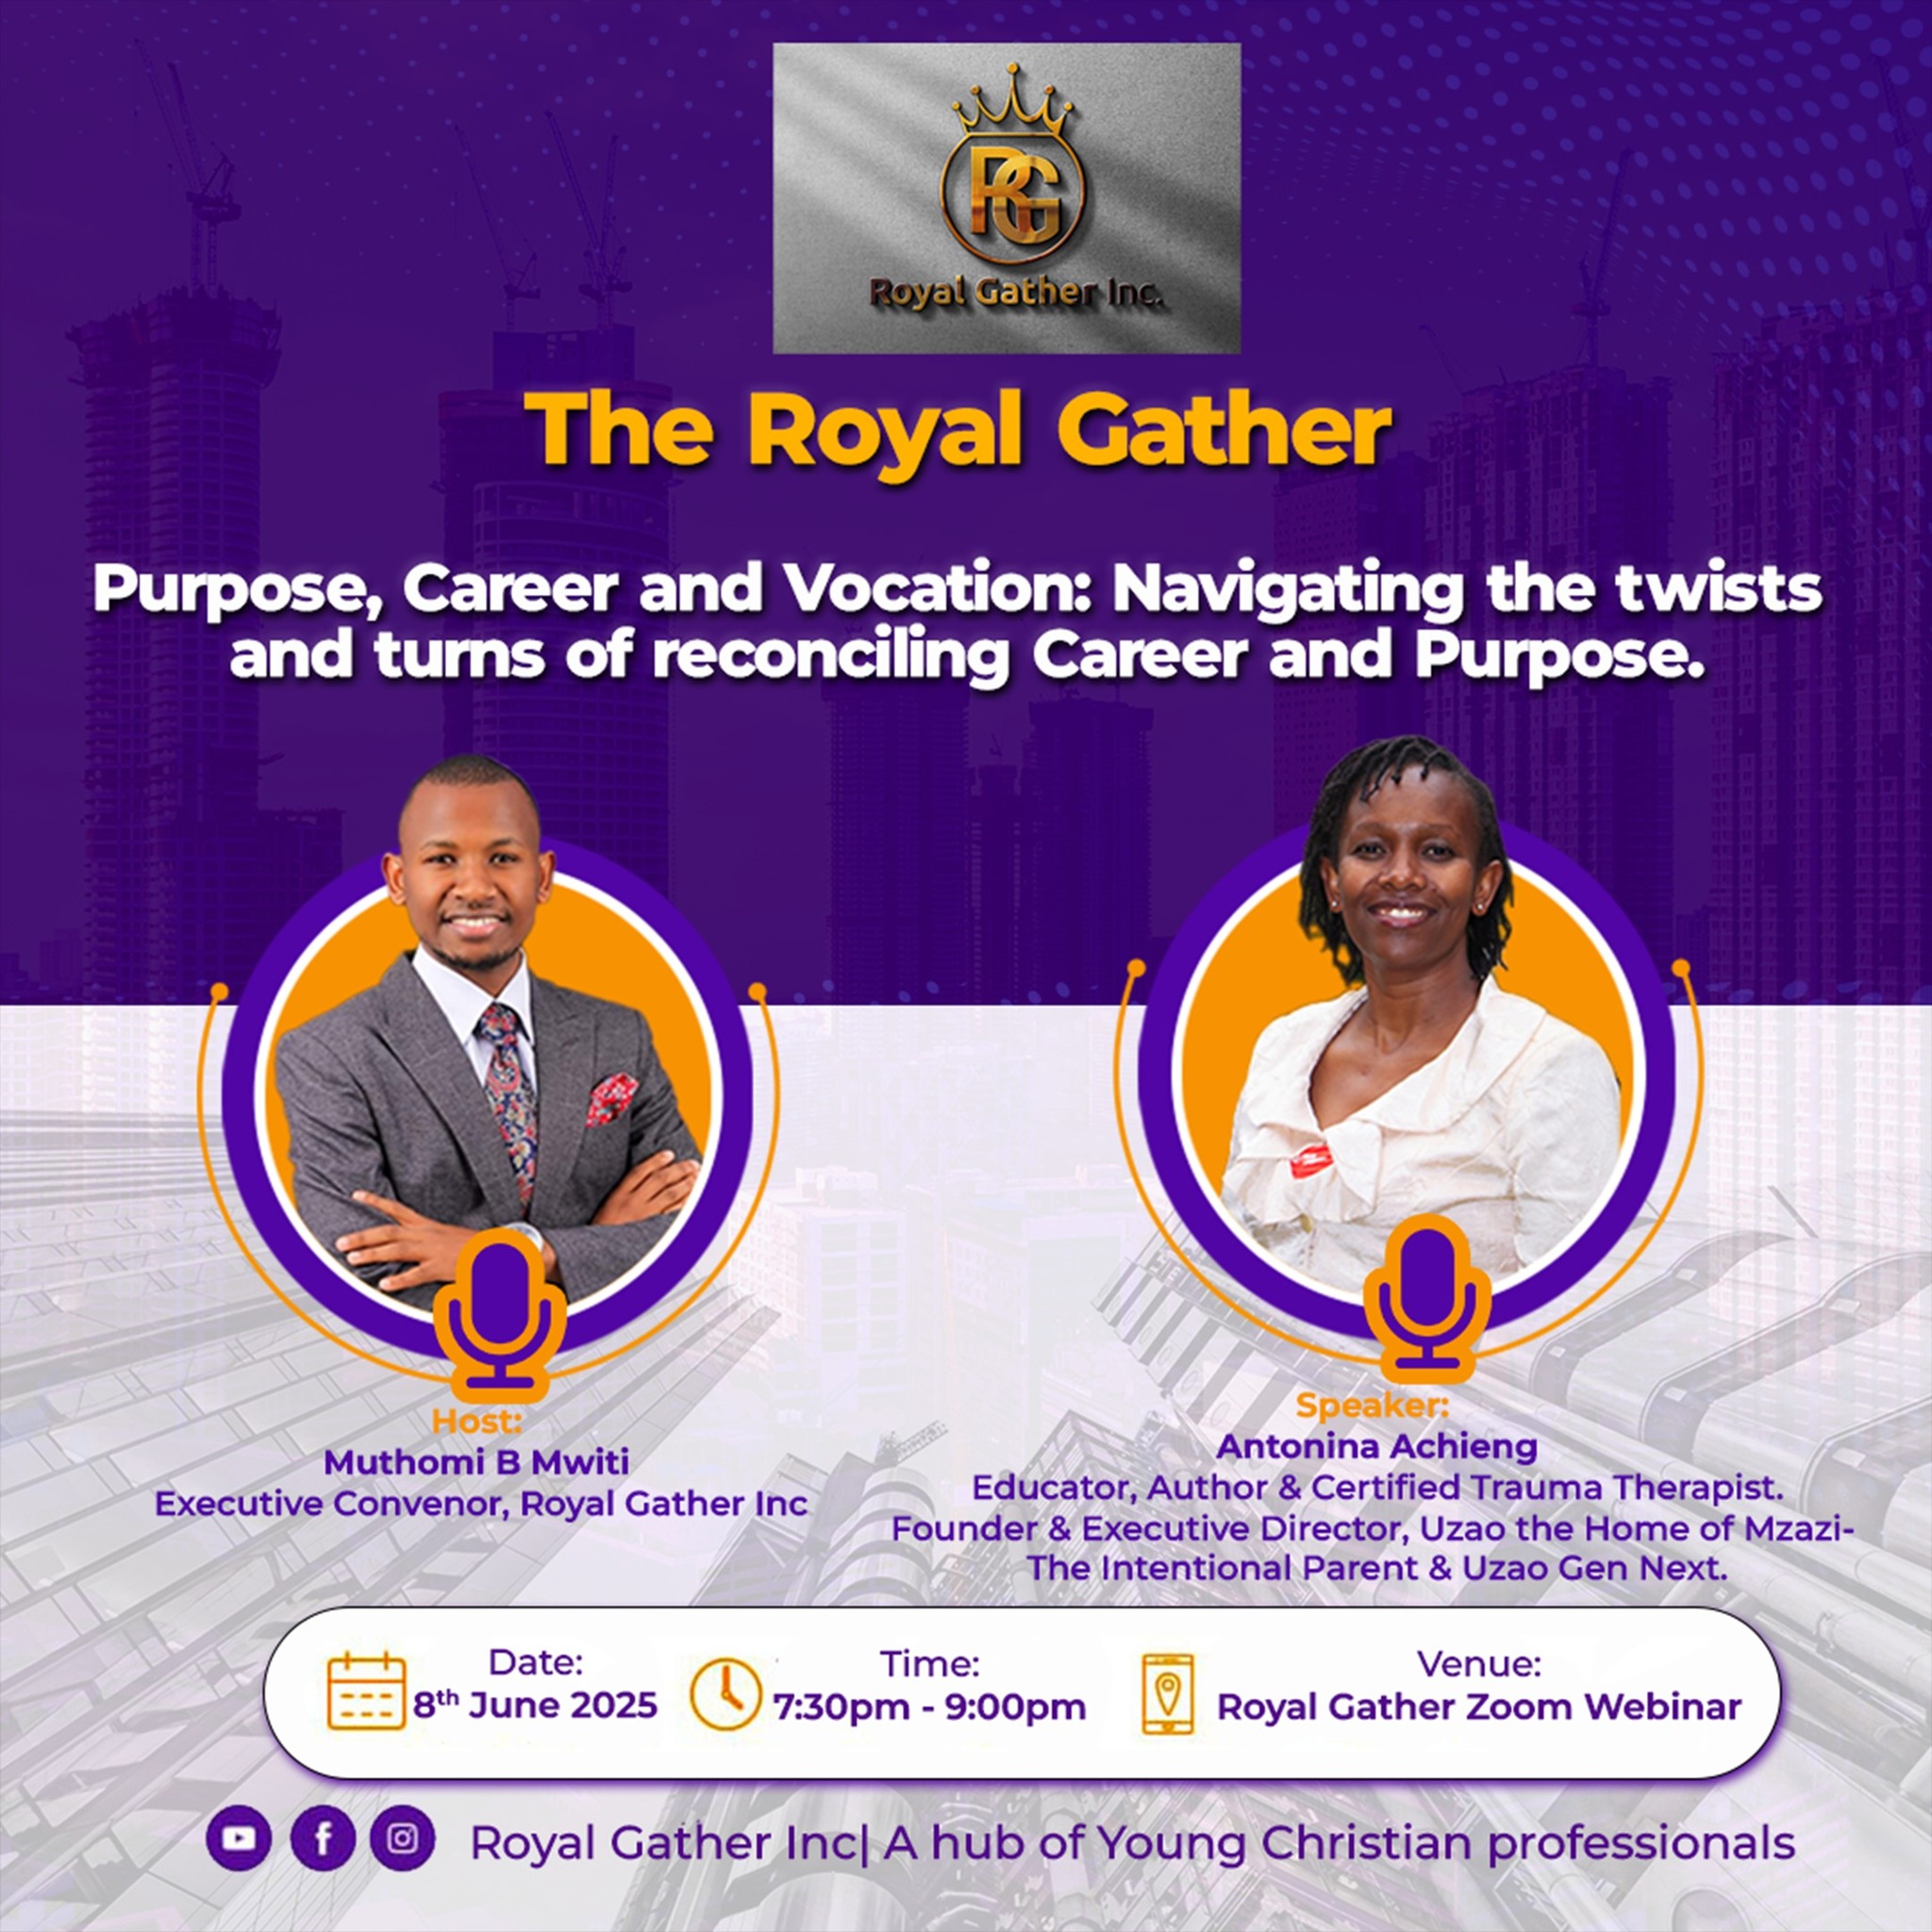 RG
Royal Gather Inc.
The Royal Gather
Purpose, Career and Vocation: Navigating the twists
and turns of reconciling Career and Purpose.
Host:
Muthomi B Mwiti
Executive Convenor, Royal Gather Inc
Speaker:
Antonina Achieng
Educator, Author & Certified Trauma Therapist.
Founder & Executive Director, Uzao the Home of Mzazi-
The Intentional Parent & Uzao Gen Next.
Date:
8th June 2025
Time:
7:30pm - 9:00pm
Venue:
Royal Gather Zoom Webinar
Royal Gather Inc| A hub of Young Christian professionals